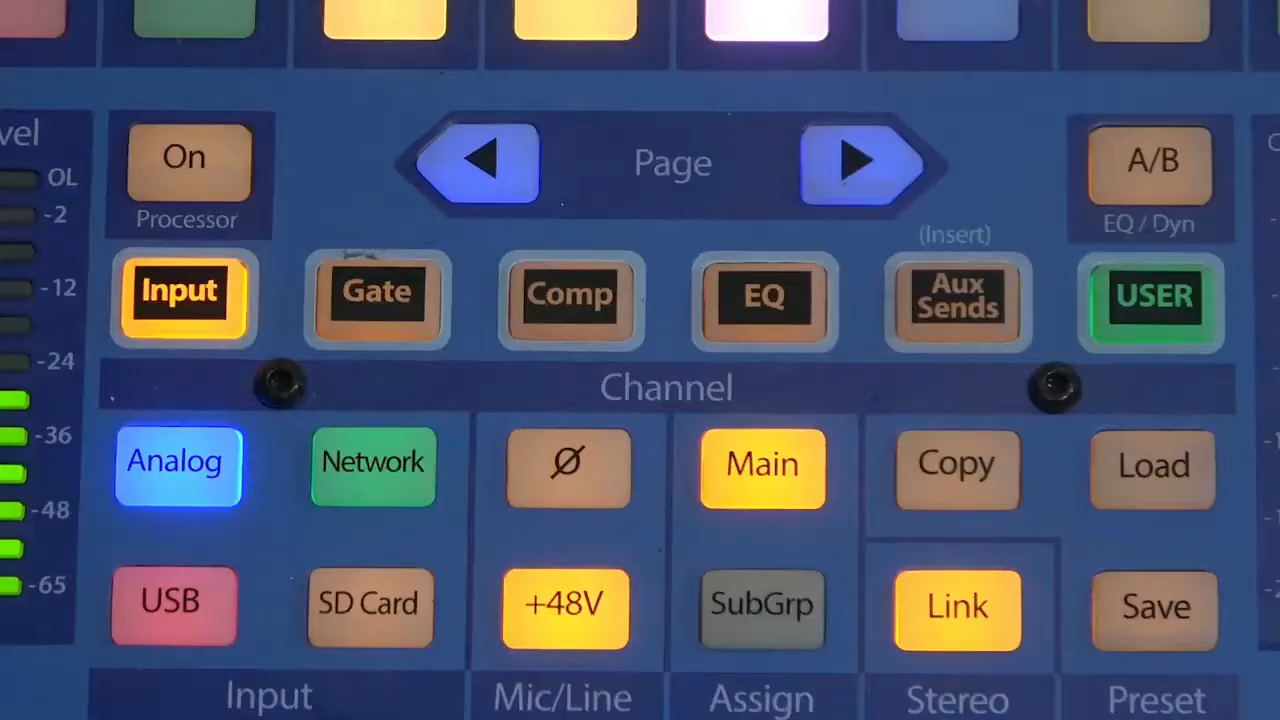 vel
OL
-2
-12
-24
-36
-48
-65
On
Processor
Page
A/B
EQ / Dyn
(Insert)
Input
Gate
Comp
EQ
Aux
Sends
USER
Channel
Analog
Network
Ø
Main
Copy
Load
USB
SD Card
+48V
SubGrp
Link
Save
Input
Mic/Line
Assign
Stereo
Preset